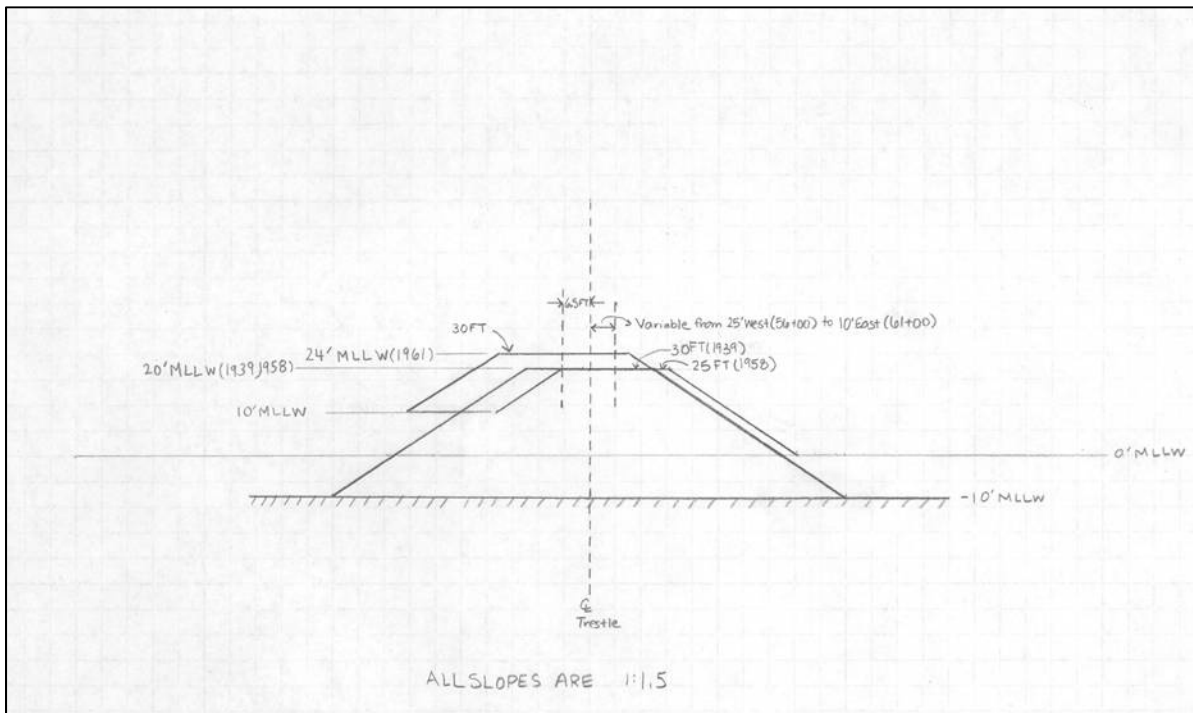 6.5FT
Variable from 25' West (56+00) to 10' East (61+00)
30FT
30FT(1939)
24' MLLW(1961)
25FT(1958)
20' MLLW(1939)1958)
10' MLLW
0' MLLW
-10' MLLW
℄
Trestle
ALL SLOPES ARE 1:1.5